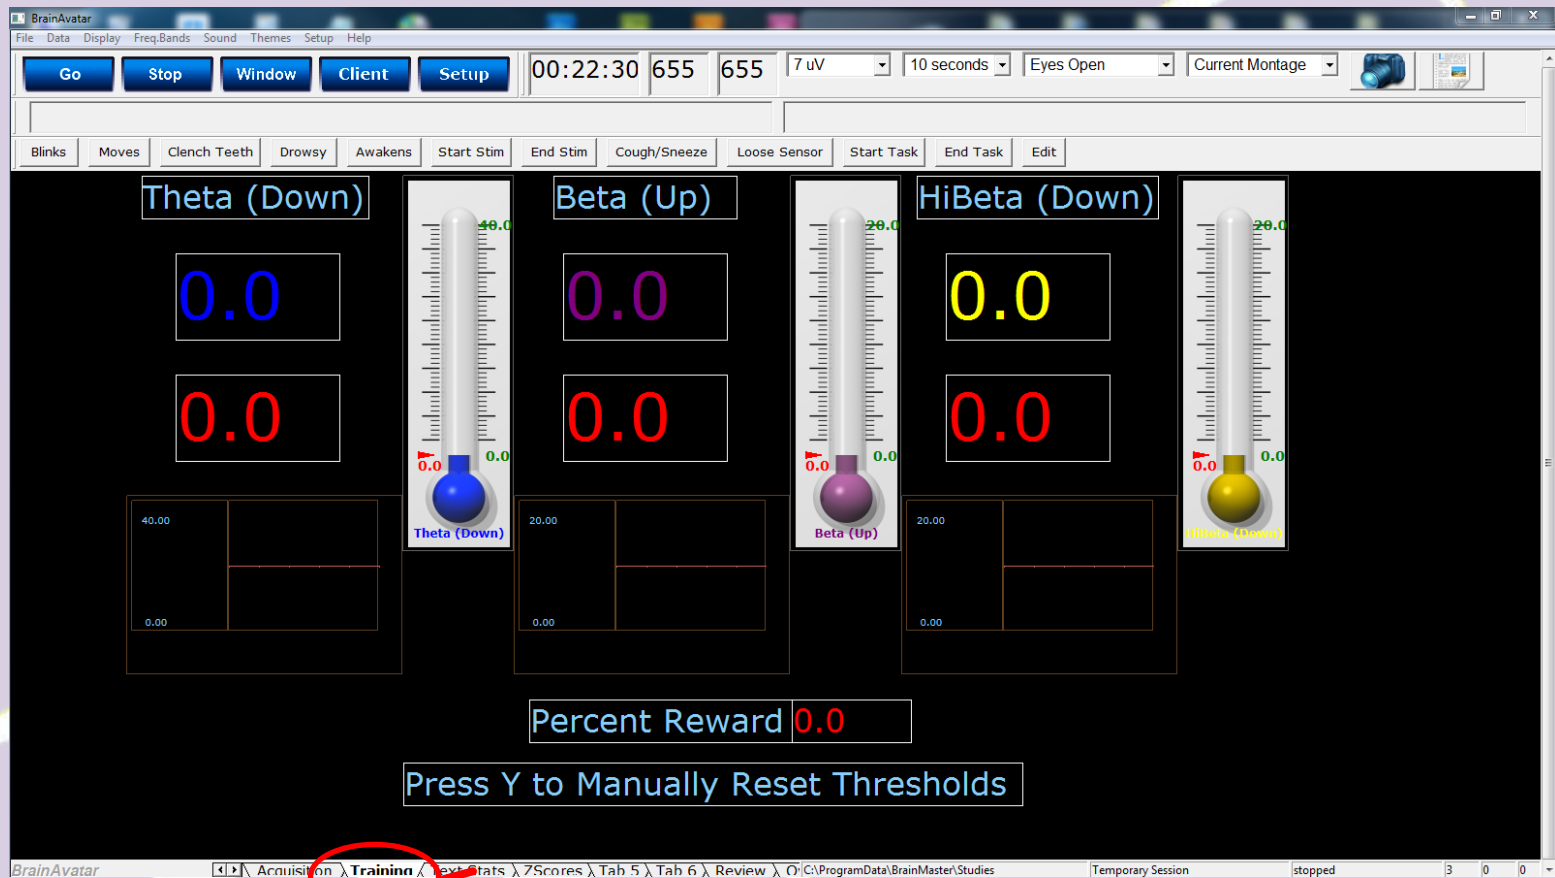 BrainAvatar
File Data Display Freq.Bands Sound Themes Setup Help
Go Stop Window Client Setup 00:22:30 655 655 7 uV 10 seconds Eyes Open Current Montage
Blinks Moves Clench Teeth Drowsy Awakens Start Stim End Stim Cough/Sneeze Loose Sensor Start Task End Task Edit
Theta (Down) Beta (Up) HiBeta (Down)
40.0 20.0 20.0
0.0 0.0 0.0
0.0 0.0 0.0
0.0 0.0 0.0
0.0 0.0 0.0
40.00 20.00 20.00
Theta (Down) Beta (Up) HiBeta (Down)
0.00 0.00 0.00
Percent Reward 0.0
Press Y to Manually Reset Thresholds
BrainAvatar Acquisition Training Text Stats ZScores Tab 5 Tab 6 Review C:\ProgramData\BrainMaster\Studies Temporary Session stopped 3 0 0